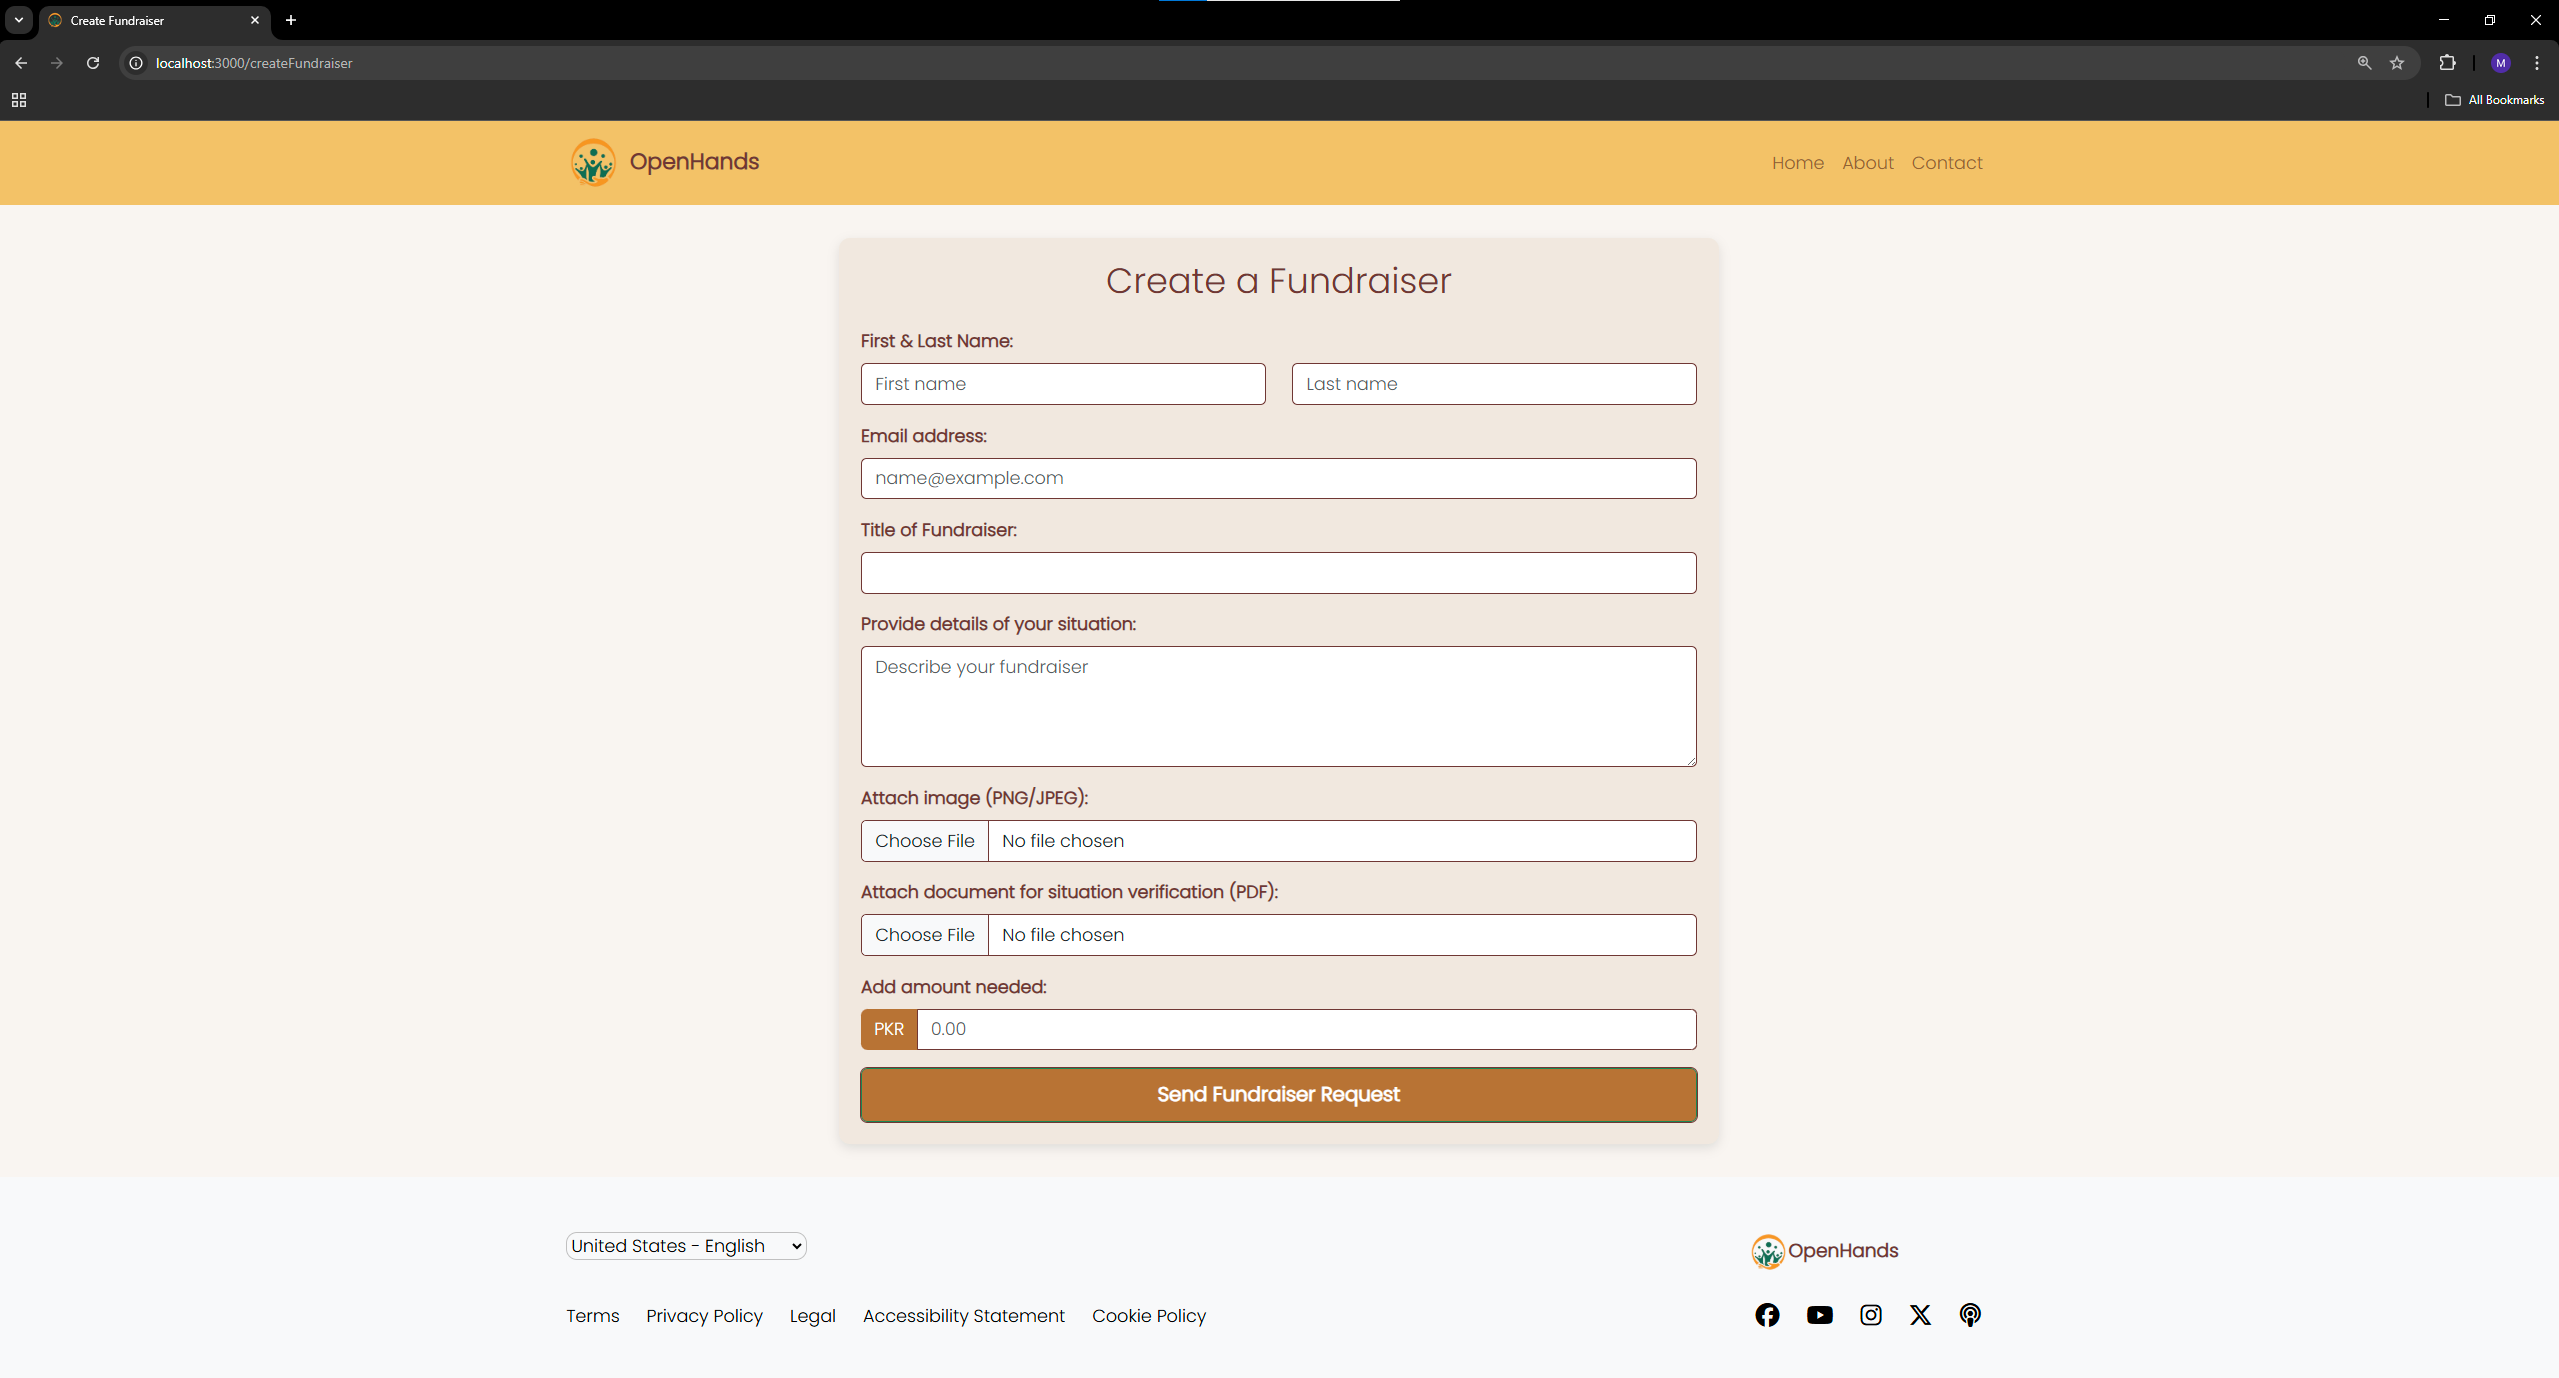 Create Fundraiser
localhost:3000/createFundraiser
M
All Bookmarks
OpenHands
Home About Contact
Create a Fundraiser
First & Last Name:
First name Last name
Email address:
name@example.com
Title of Fundraiser:
Provide details of your situation:
Describe your fundraiser
Attach image (PNG/JPEG):
Choose File No file chosen
Attach document for situation verification (PDF):
Choose File No file chosen
Add amount needed:
PKR 0.00
Send Fundraiser Request
United States - English
OpenHands
Terms Privacy Policy Legal Accessibility Statement Cookie Policy